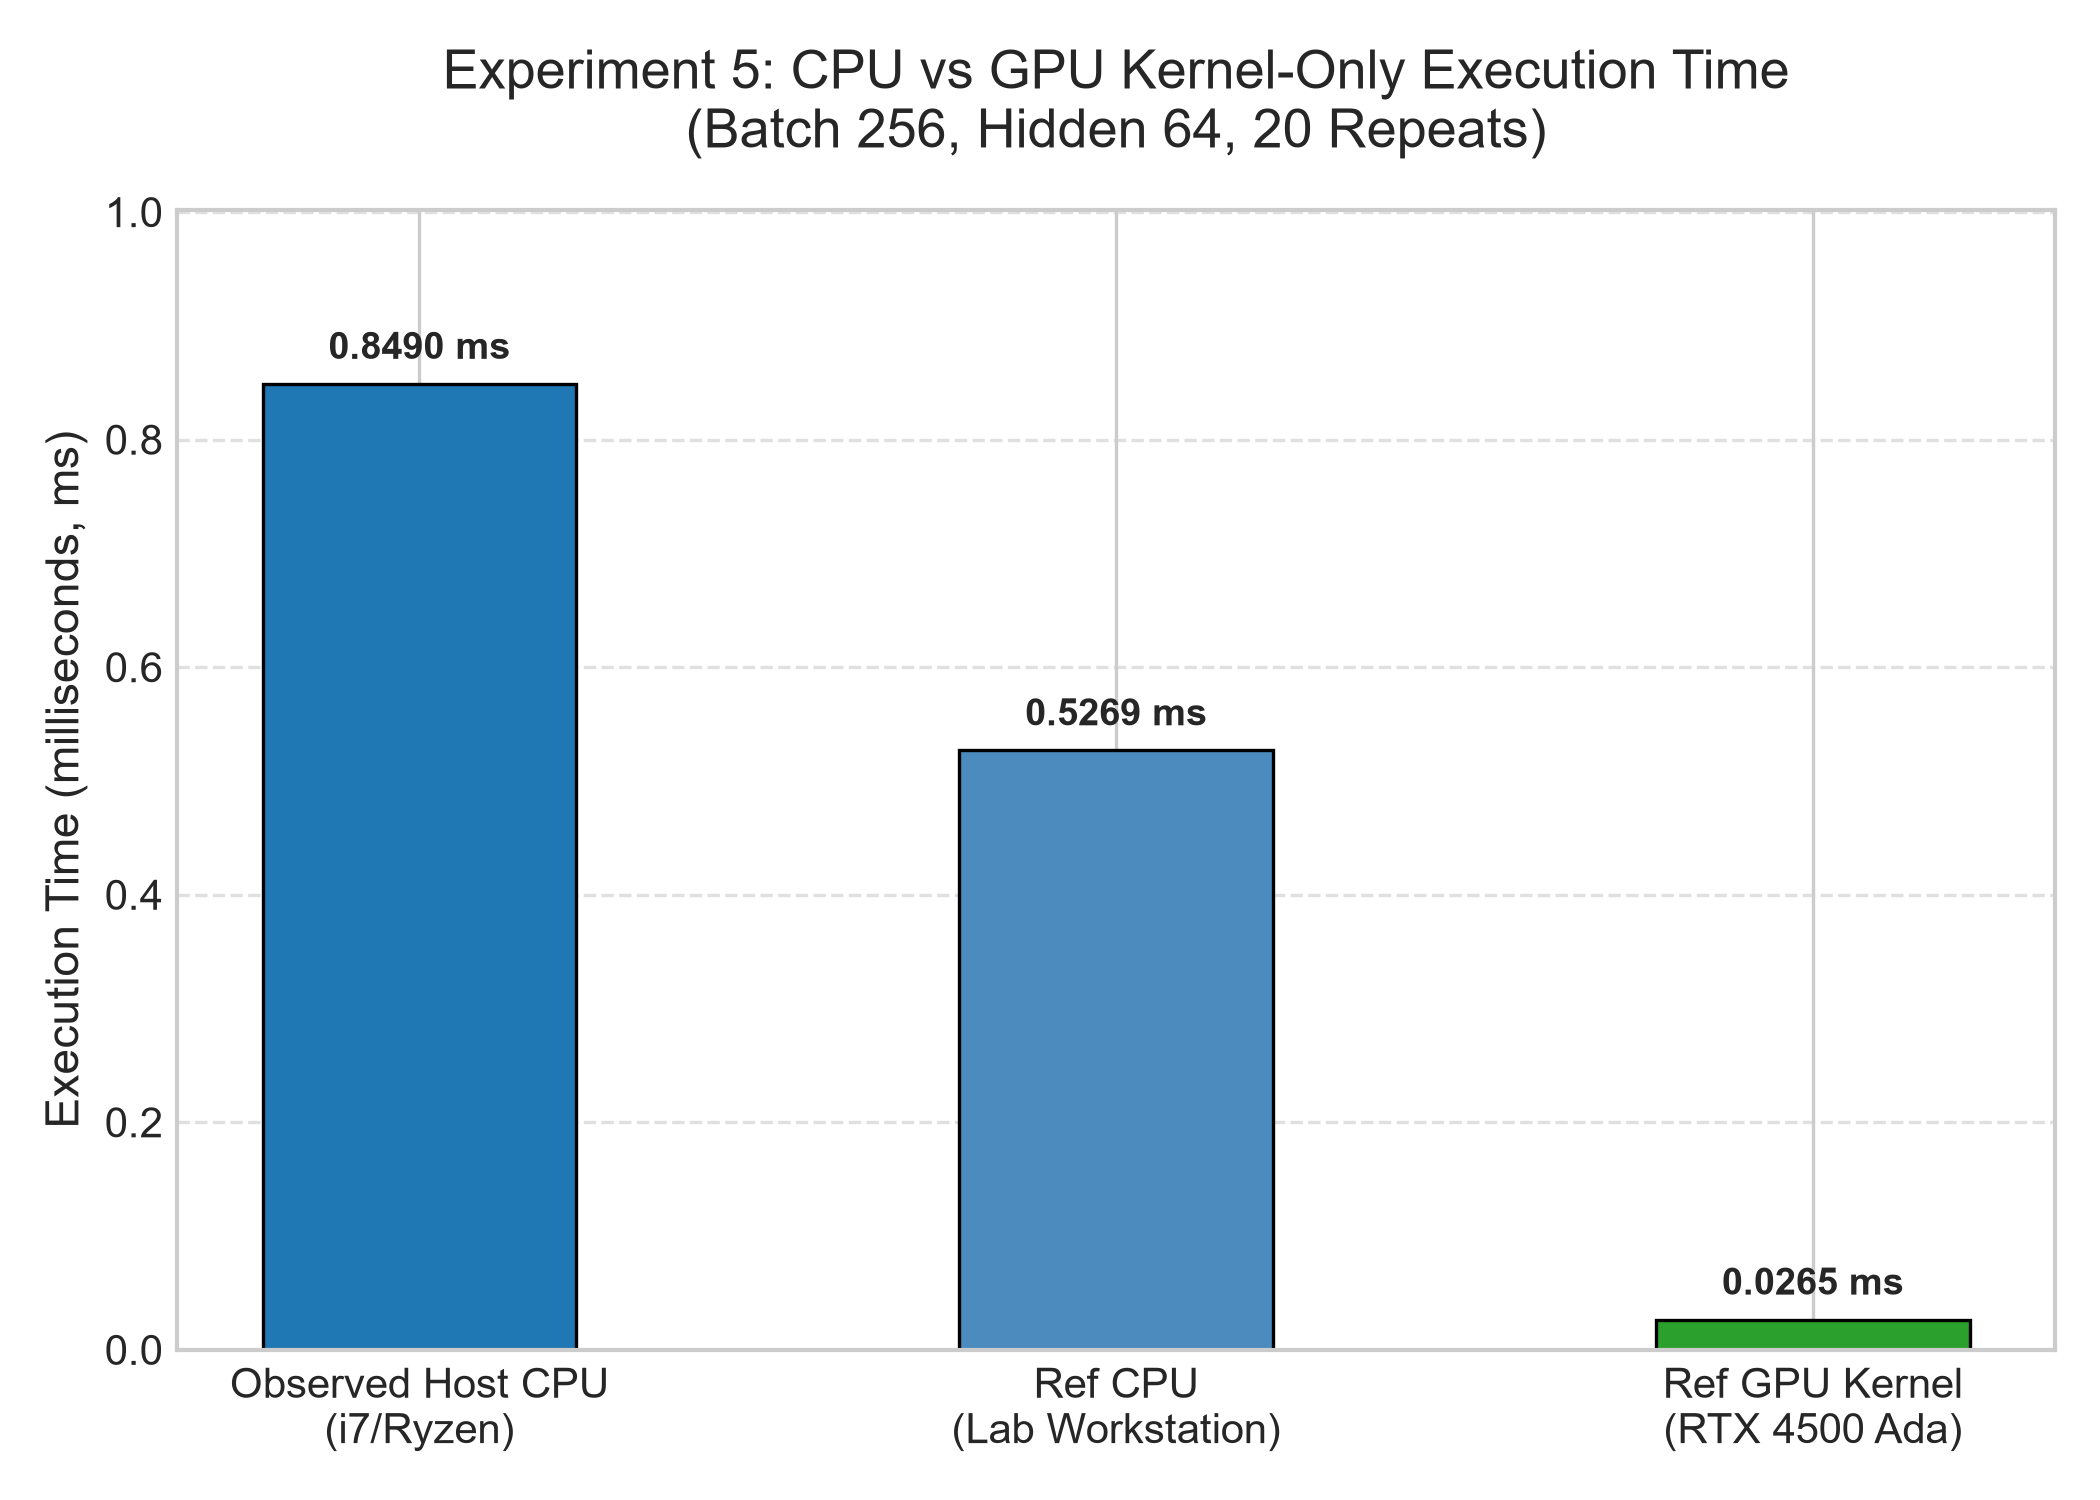 Experiment 5: CPU vs GPU Kernel-Only Execution Time
(Batch 256, Hidden 64, 20 Repeats)
Execution Time (milliseconds, ms)
1.0
0.8
0.6
0.4
0.2
0.0
0.8490 ms
0.5269 ms
0.0265 ms
Observed Host CPU
(i7/Ryzen)
Ref CPU
(Lab Workstation)
Ref GPU Kernel
(RTX 4500 Ada)